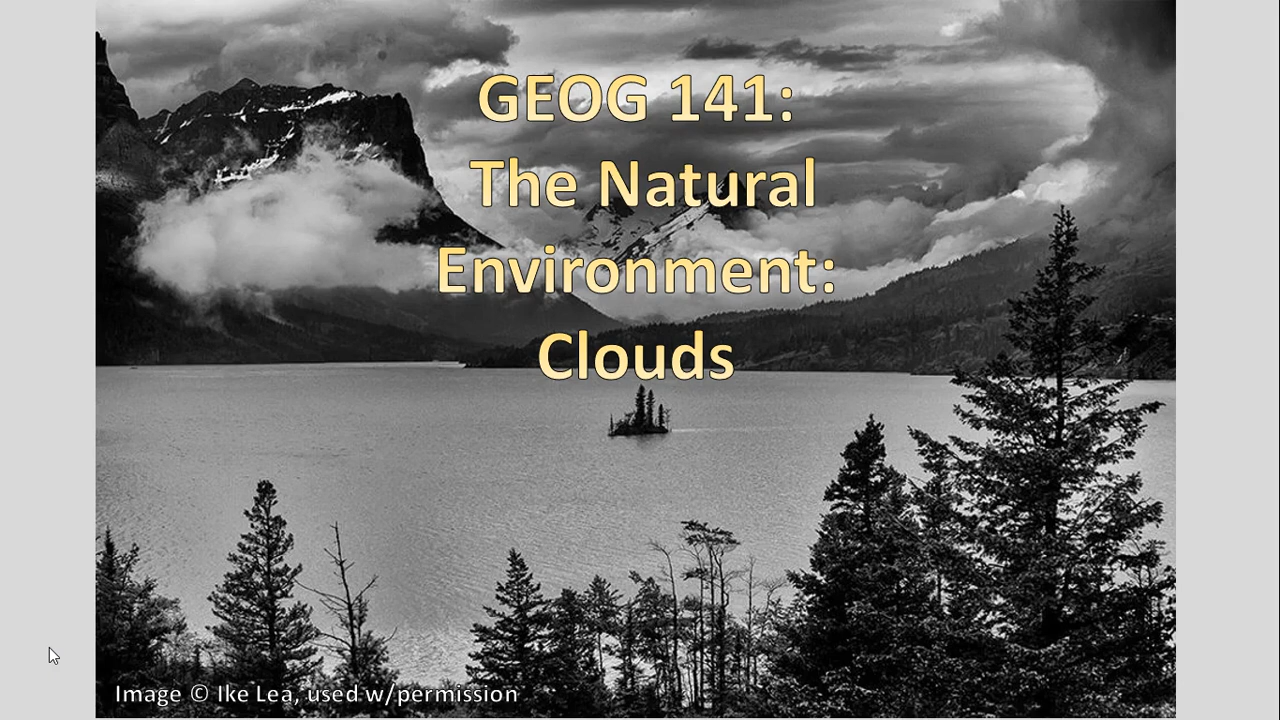 GEOG 141:
The Natural
Environment:
Clouds
Image © Ike Lea, used w/permission